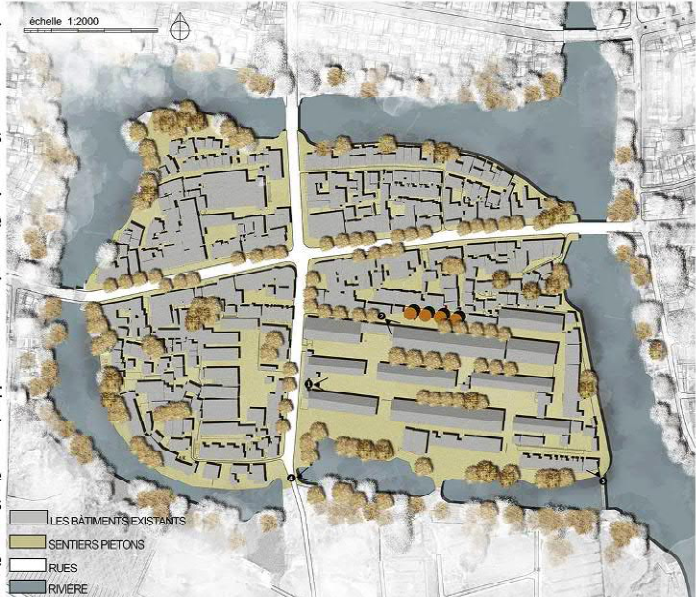 échelle 1:2000
LES BÂTIMENTS EXISTANTS
SENTIERS PIETONS
RUES
RIVIÈRE